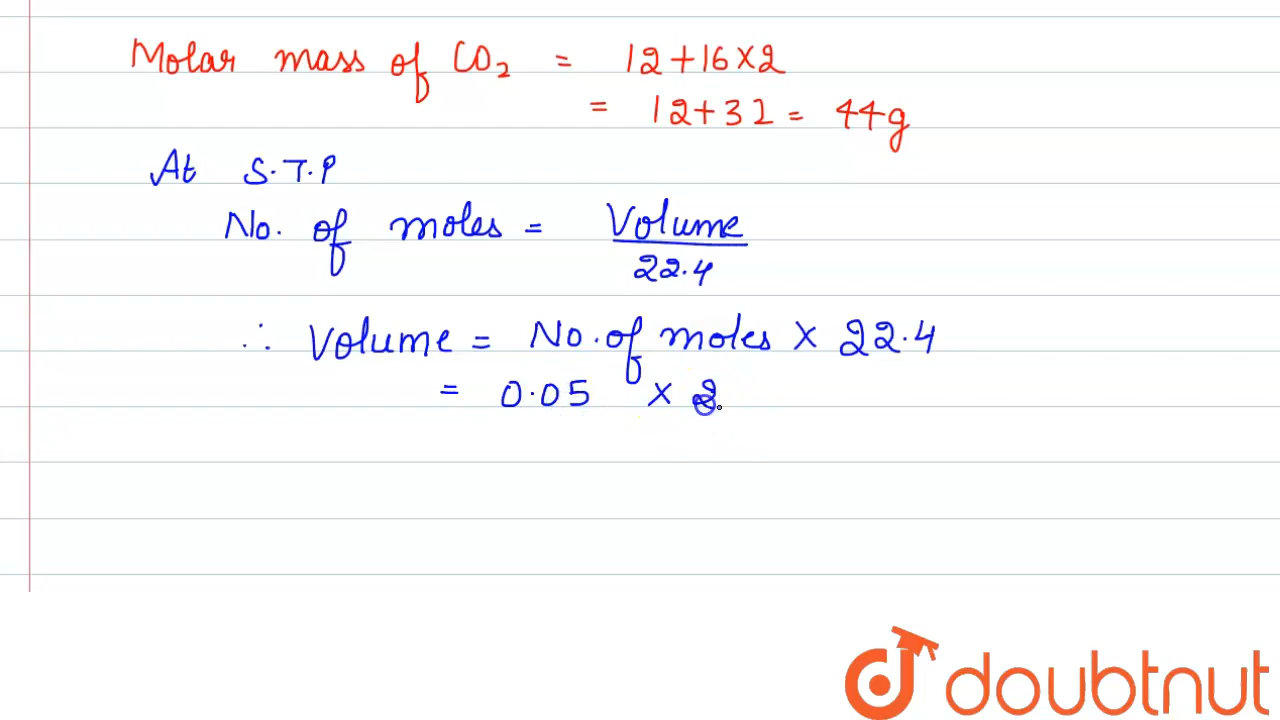 Molar mass of CO₂ = 12+16×2
= 12+32 = 44g
At S.T.P
No. of moles = Volume / 22.4
∴ Volume = No. of moles × 22.4
= 0.05 × 2.
doubtnut